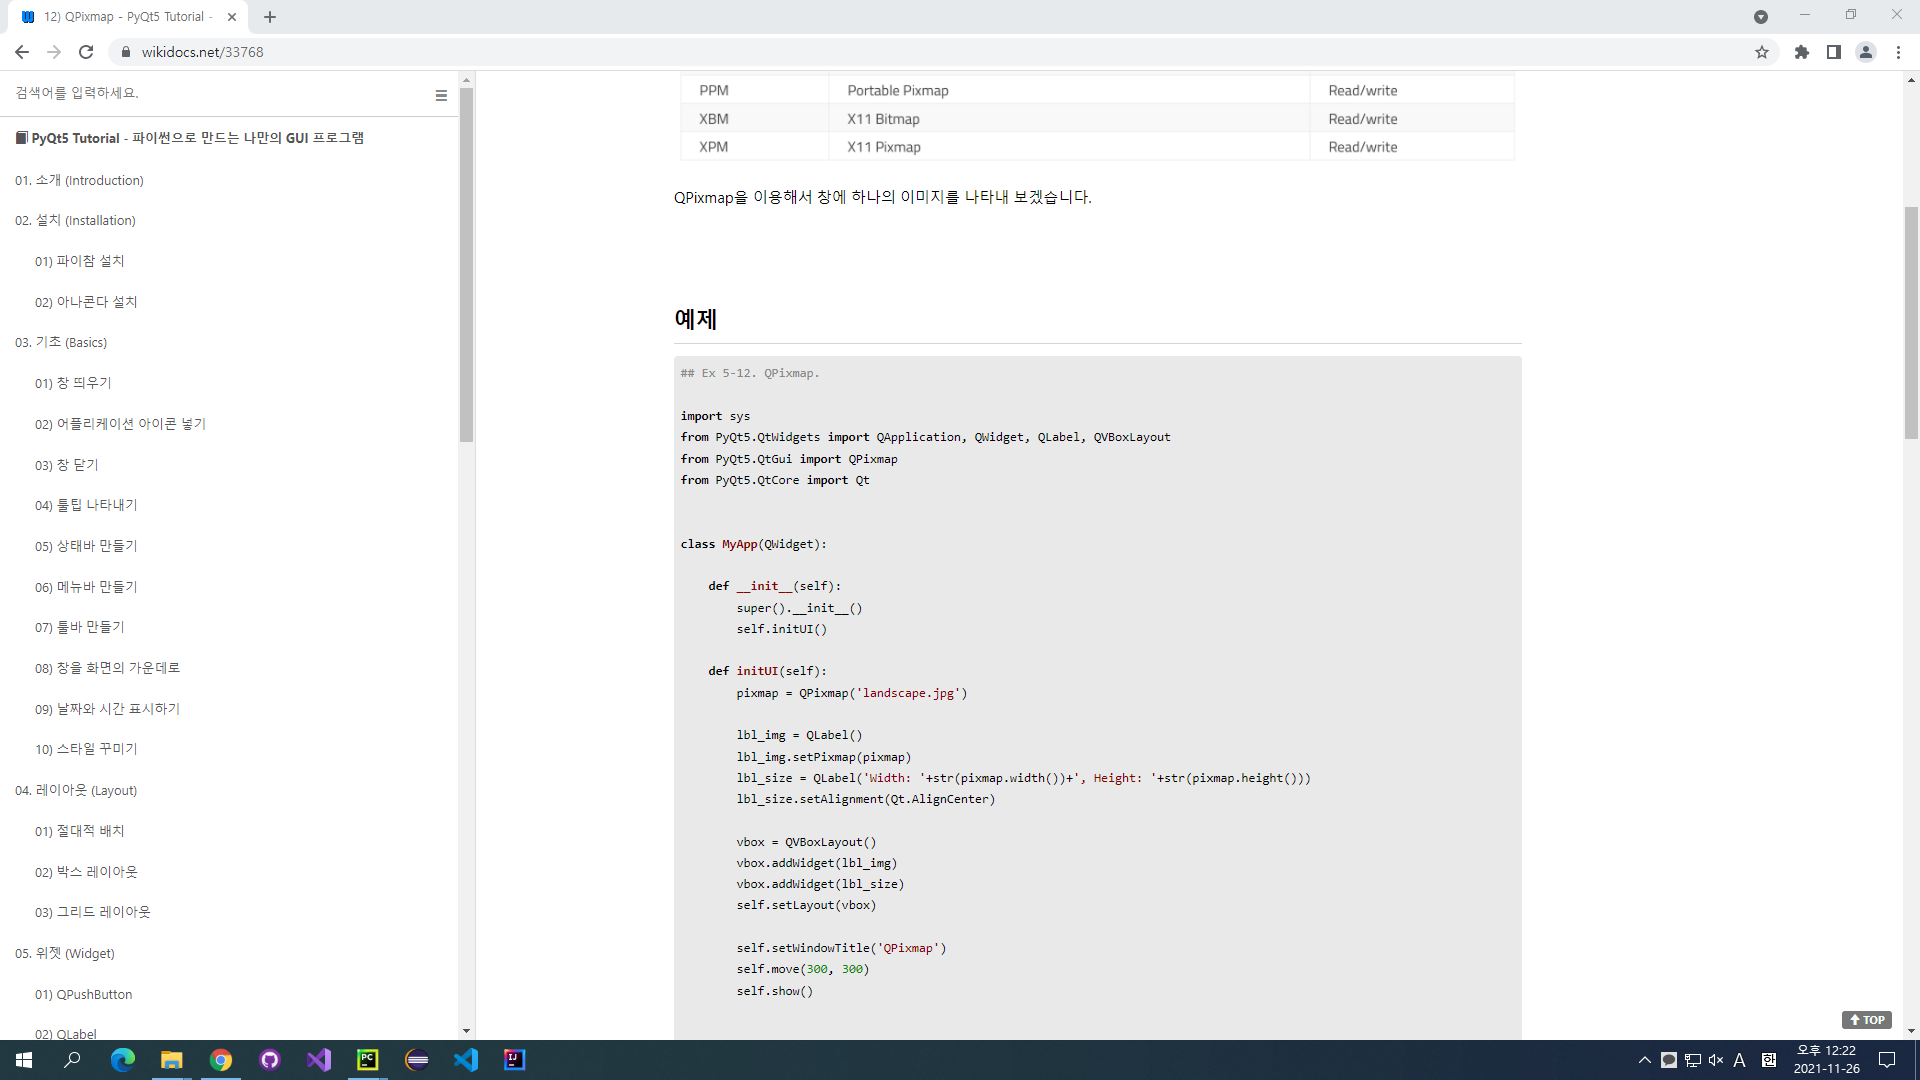 12) QPixmap - PyQt5 Tutorial -
wikidocs.net/33768
검색어를 입력하세요.
PyQt5 Tutorial - 파이썬으로 만드는 나만의 GUI 프로그램
01. 소개 (Introduction)
02. 설치 (Installation)
01) 파이참 설치
02) 아나콘다 설치
03. 기초 (Basics)
01) 창 띄우기
02) 어플리케이션 아이콘 넣기
03) 창 닫기
04) 툴팁 나타내기
05) 상태바 만들기
06) 메뉴바 만들기
07) 툴바 만들기
08) 창을 화면의 가운데로
09) 날짜와 시간 표시하기
10) 스타일 꾸미기
04. 레이아웃 (Layout)
01) 절대적 배치
02) 박스 레이아웃
03) 그리드 레이아웃
05. 위젯 (Widget)
01) QPushButton
02) QLabel
PPM Portable Pixmap Read/write
XBM X11 Bitmap Read/write
XPM X11 Pixmap Read/write
QPixmap을 이용해서 창에 하나의 이미지를 나타내 보겠습니다.
예제
## Ex 5-12. QPixmap.
import sys
from PyQt5.QtWidgets import QApplication, QWidget, QLabel, QVBoxLayout
from PyQt5.QtGui import QPixmap
from PyQt5.QtCore import Qt
class MyApp(QWidget):
def __init__(self):
super().__init__()
self.initUI()
def initUI(self):
pixmap = QPixmap('landscape.jpg')
lbl_img = QLabel()
lbl_img.setPixmap(pixmap)
lbl_size = QLabel('Width: '+str(pixmap.width())+', Height: '+str(pixmap.height()))
lbl_size.setAlignment(Qt.AlignCenter)
vbox = QVBoxLayout()
vbox.addWidget(lbl_img)
vbox.addWidget(lbl_size)
self.setLayout(vbox)
self.setWindowTitle('QPixmap')
self.move(300, 300)
self.show()
TOP
PC
IJ
A
한
오후 12:22
2021-11-26